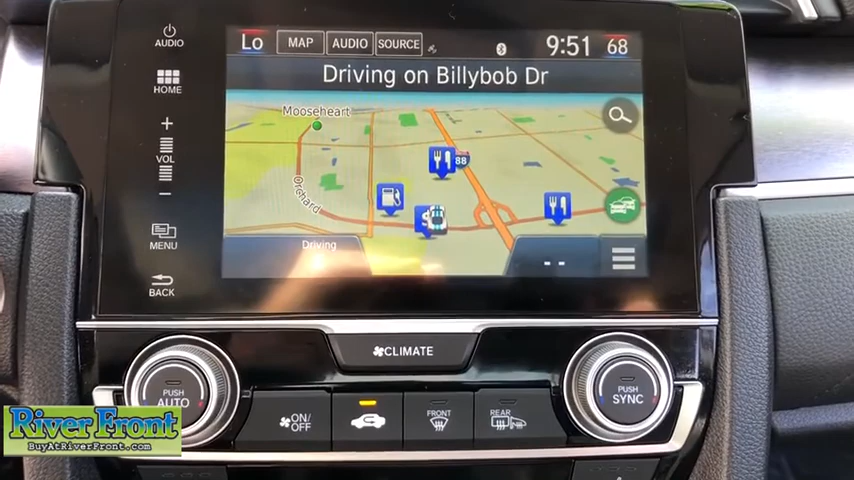 AUDIO
Lo MAP AUDIO SOURCE 9:51 68
Driving on Billybob Dr
HOME
Mooseheart
+
VOL
-
88
Orchard
MENU
Driving
- -
BACK
CLIMATE
PUSH
AUTO
PUSH
SYNC
ON/
OFF
FRONT
REAR
River Front
BuyAtRiverFront.com